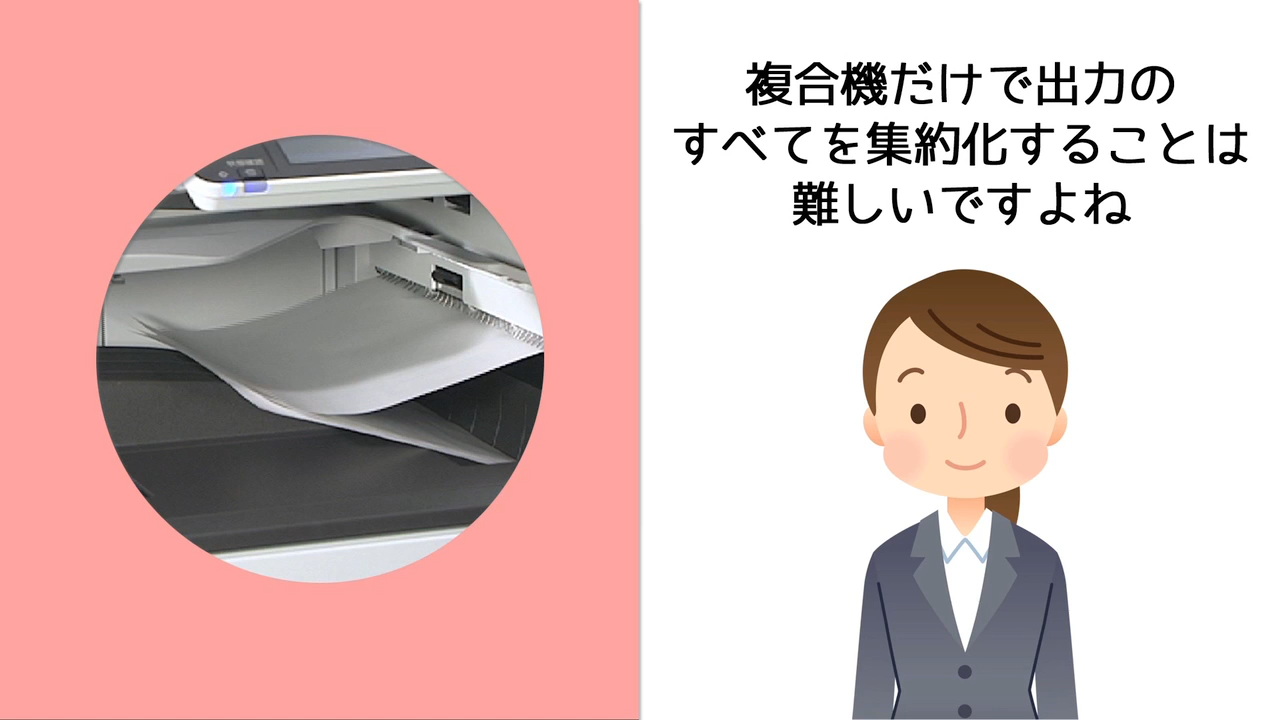 複合機だけで出力の
すべてを集約化することは
難しいですよね